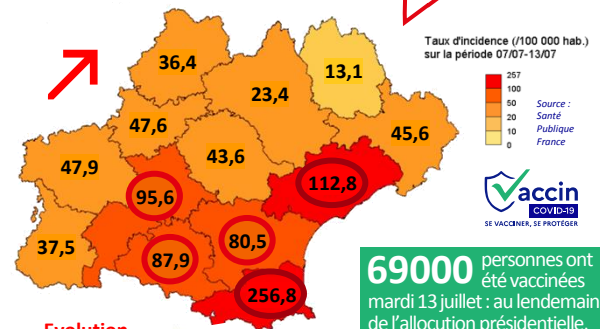 36,4
13,1
23,4
47,6
45,6
43,6
47,9
112,8
95,6
80,5
37,5
87,9
256,8
Evolution
Taux d'incidence (/100 000 hab.)
sur la période 07/07-13/07
257
100
50
20
10
0
Source :
Santé
Publique
France
Vaccin
COVID-19
SE VACCINER, SE PROTÉGER
69000 personnes ont
été vaccinées
mardi 13 juillet : au lendemain
de l'allocution présidentielle.